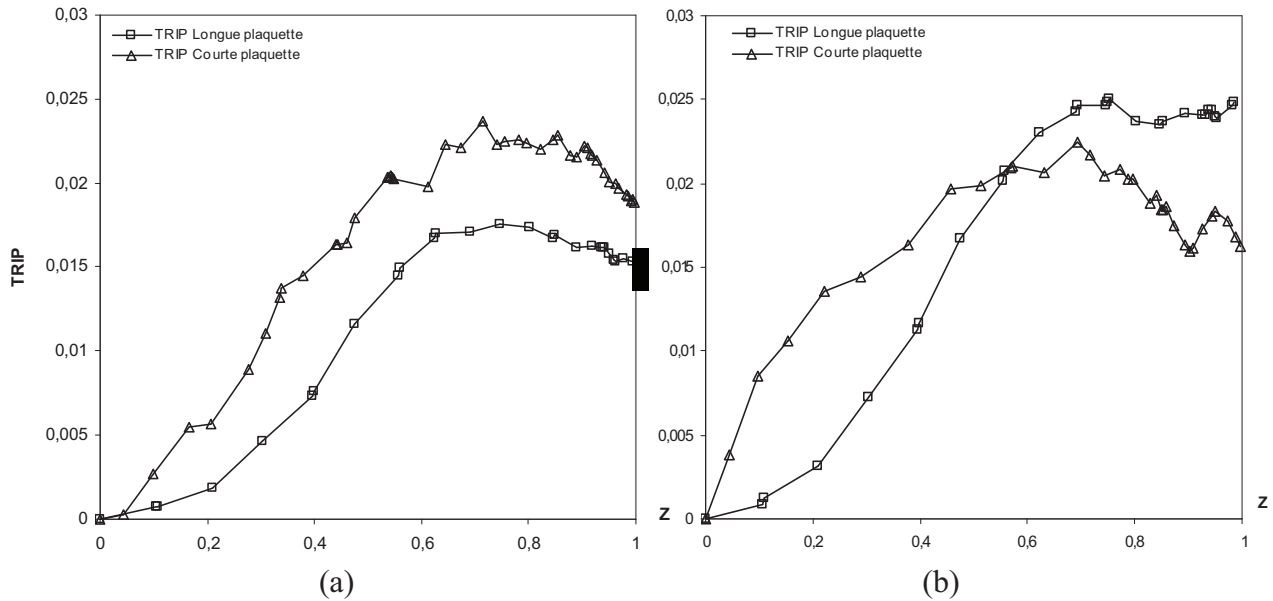 0,03
0,025
0,02
0,015
0,01
0,005
0
TRIP
TRIP Longue plaquette
TRIP Courte plaquette
0 0,2 0,4 0,6 0,8 1
Z
(a)
0,03
0,025
0,02
0,015
0,01
0,005
0
TRIP Longue plaquette
TRIP Courte plaquette
0 0,2 0,4 0,6 0,8 1
Z
(b)